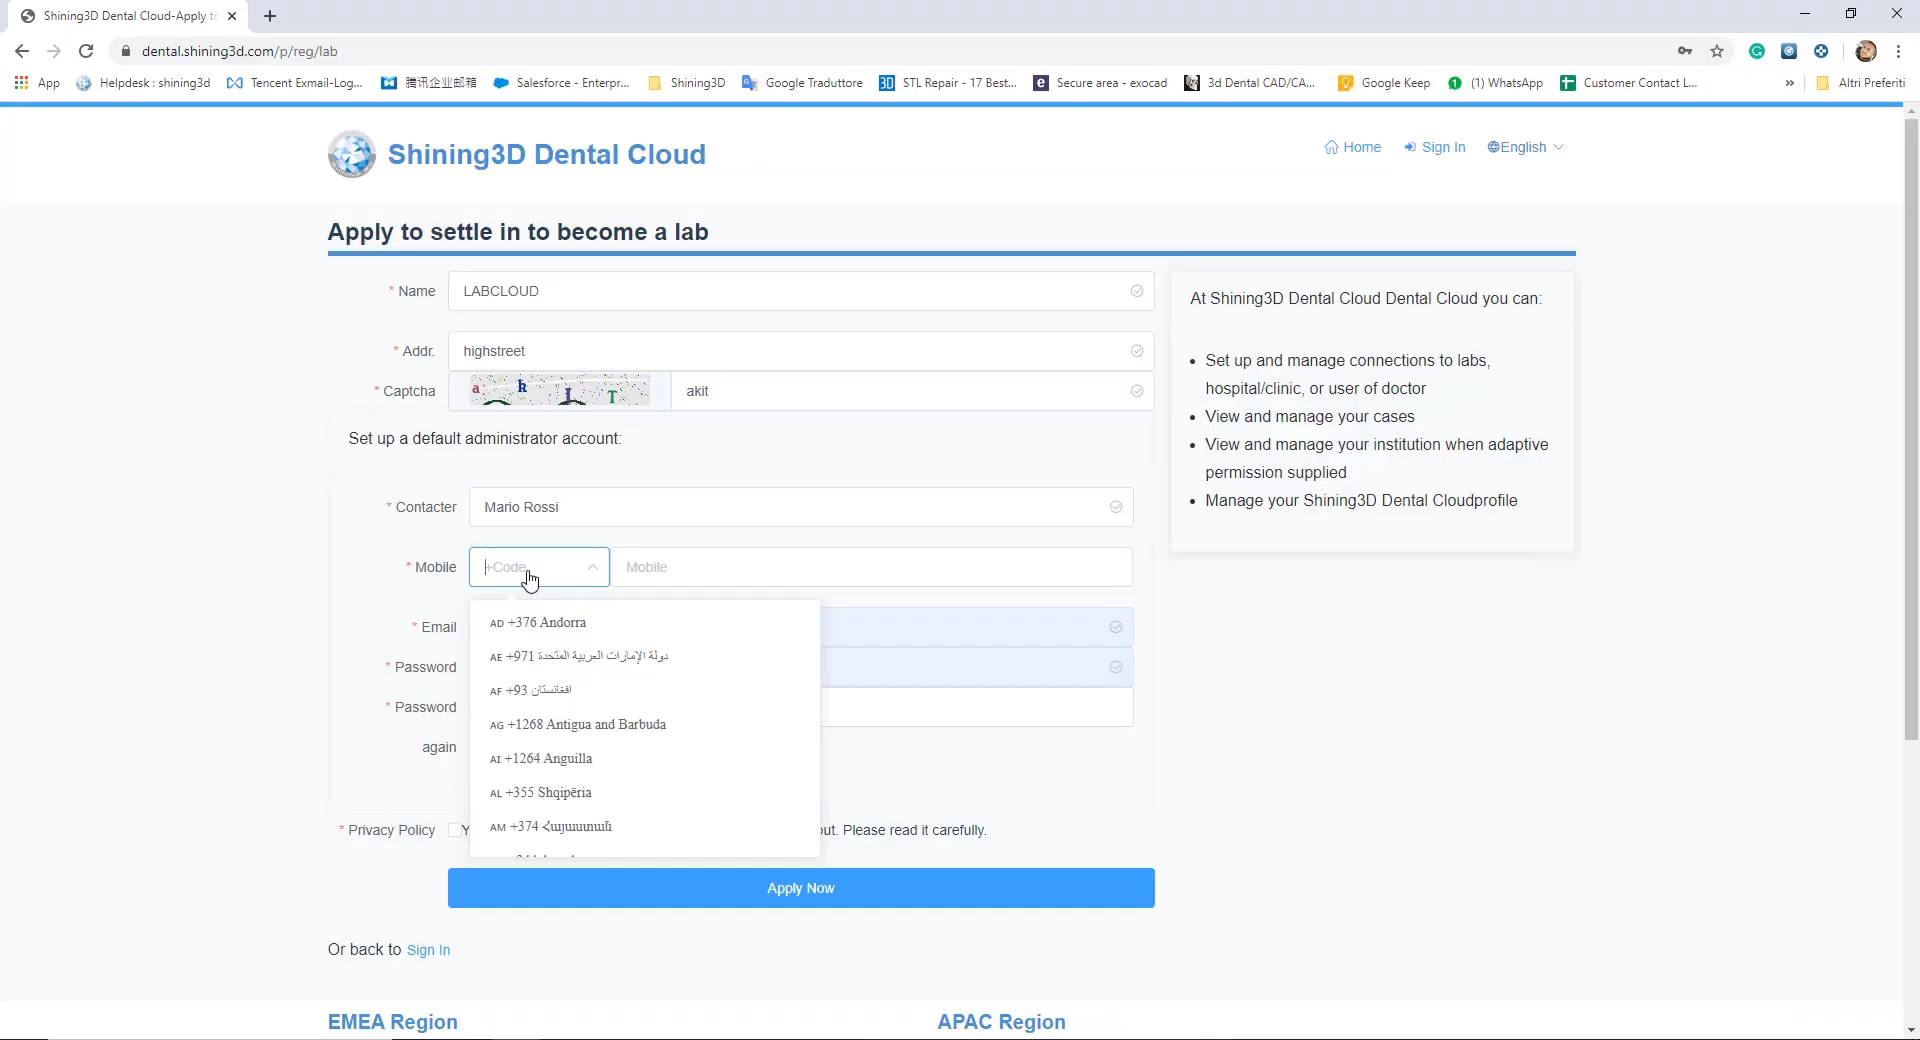 Shining3D Dental Cloud-Apply to
dental.shining3d.com/p/reg/lab
App
Helpdesk : shining3d
Tencent Exmail-Log...
腾讯企业邮箱
Salesforce - Enterpr...
Shining3D
Google Traduttore
3D STL Repair - 17 Best...
e Secure area - exocad
3d Dental CAD/CA...
Google Keep
1 (1) WhatsApp
Customer Contact L...
»
Altri Preferiti
Shining3D Dental Cloud
Home
Sign In
English
Apply to settle in to become a lab
* Name LABCLOUD
* Addr. highstreet
* Captcha a k I T akit
Set up a default administrator account:
* Contacter Mario Rossi
* Mobile +Code Mobile
AD +376 Andorra
AE +971 دولة الإمارات العربية المتحدة
AF +93 افغانستان
AG +1268 Antigua and Barbuda
AI +1264 Anguilla
AL +355 Shqipëria
AM +374 Հայաստան
* Email
* Password
* Password
again
* Privacy Policy Y
out. Please read it carefully.
Apply Now
Or back to Sign In
At Shining3D Dental Cloud Dental Cloud you can:
• Set up and manage connections to labs,
hospital/clinic, or user of doctor
• View and manage your cases
• View and manage your institution when adaptive
permission supplied
• Manage your Shining3D Dental Cloudprofile
EMEA Region
APAC Region